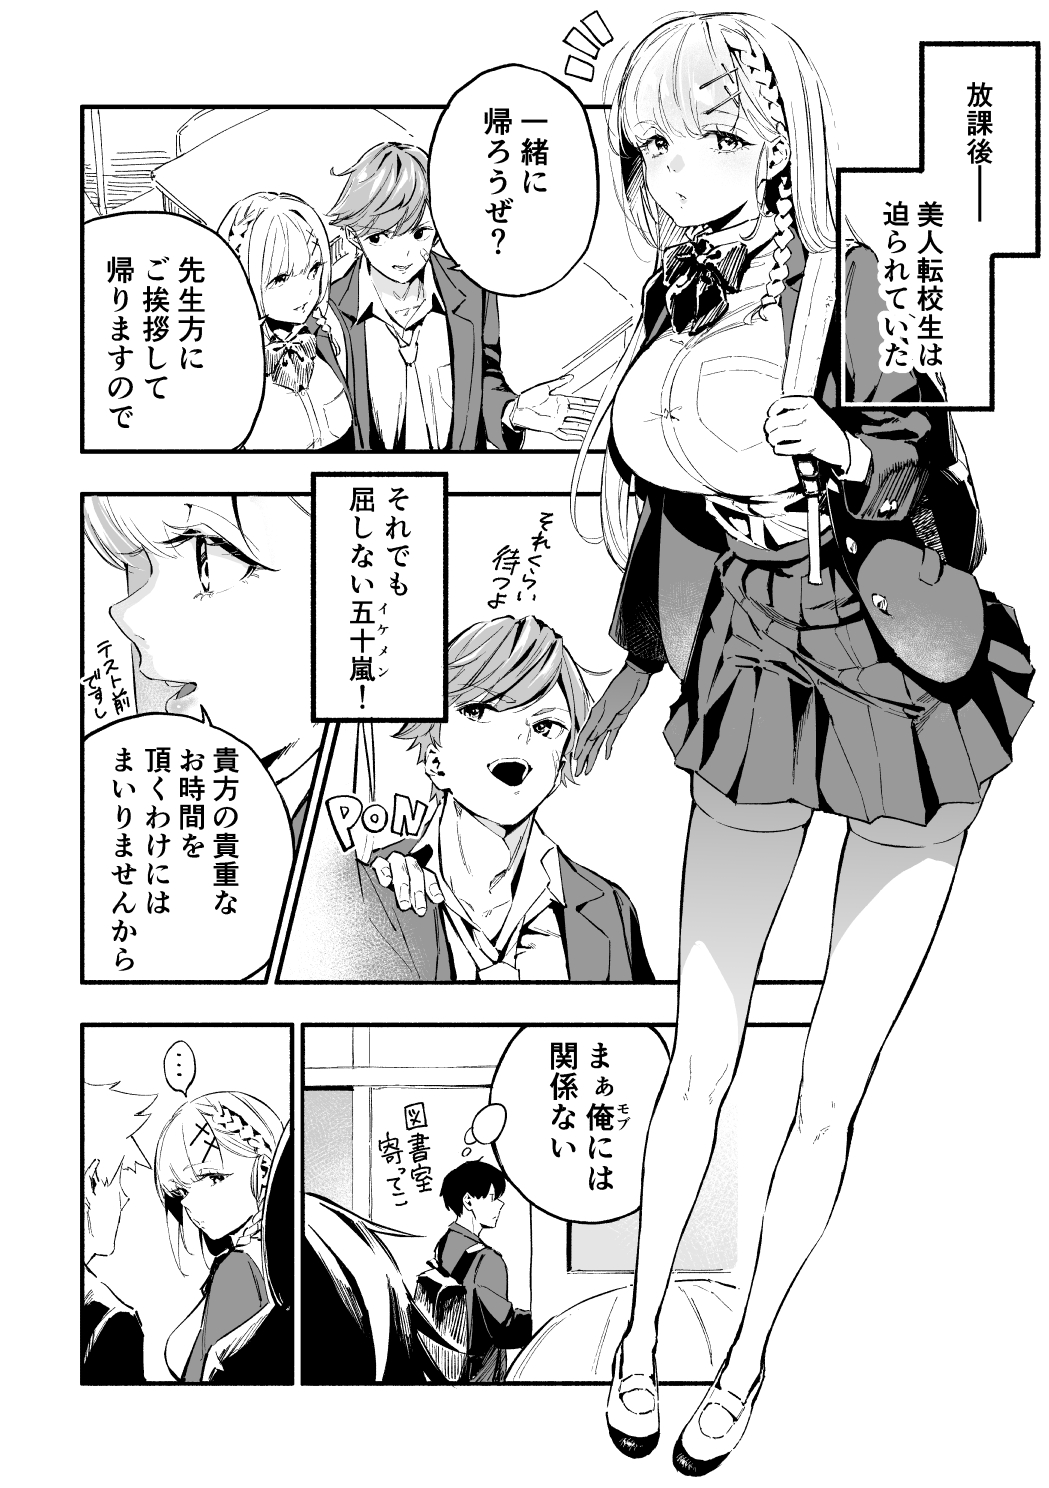 放課後――
美人転校生は
迫られていた
一緒に
帰ろうぜ？
先生方に
ご挨拶して
帰りますので
それくらい
待つよ
それでも
屈しない五十嵐！
イケメン
PON
テスト前
ですし
貴方の貴重な
お時間を
頂くわけには
まいりませんから
まぁ俺には
モブ
関係ない
図書室
寄ってこ
…